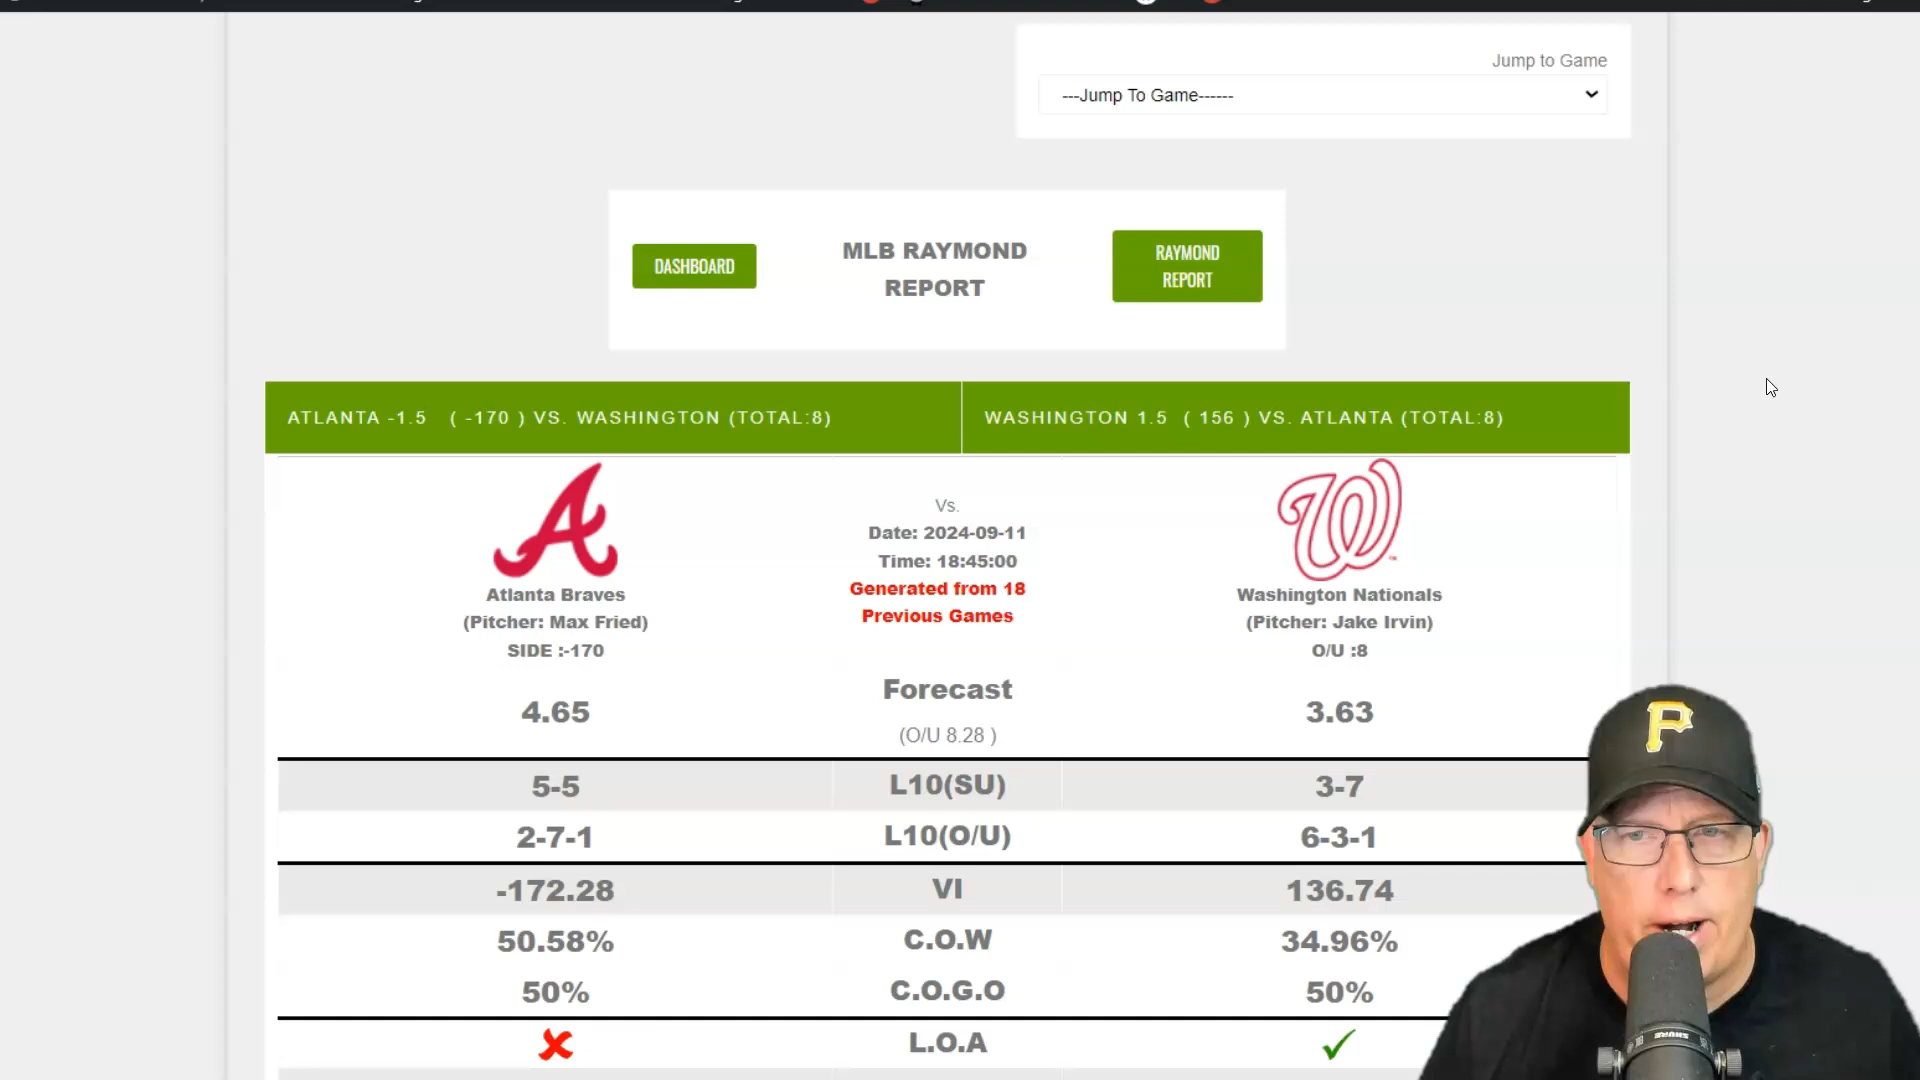 Jump to Game
---Jump To Game------
DASHBOARD
MLB RAYMOND
REPORT
RAYMOND
REPORT
ATLANTA -1.5 ( -170 ) VS. WASHINGTON (TOTAL:8)
WASHINGTON 1.5 ( 156 ) VS. ATLANTA (TOTAL:8)
Vs.
Date: 2024-09-11
Time: 18:45:00
Generated from 18
Previous Games
Atlanta Braves
(Pitcher: Max Fried)
SIDE :-170
Washington Nationals
(Pitcher: Jake Irvin)
O/U :8
4.65 Forecast 3.63
(O/U 8.28 )
5-5 L10(SU) 3-7
2-7-1 L10(O/U) 6-3-1
-172.28 VI 136.74
50.58% C.O.W 34.96%
50% C.O.G.O 50%
L.O.A
P
SHURE